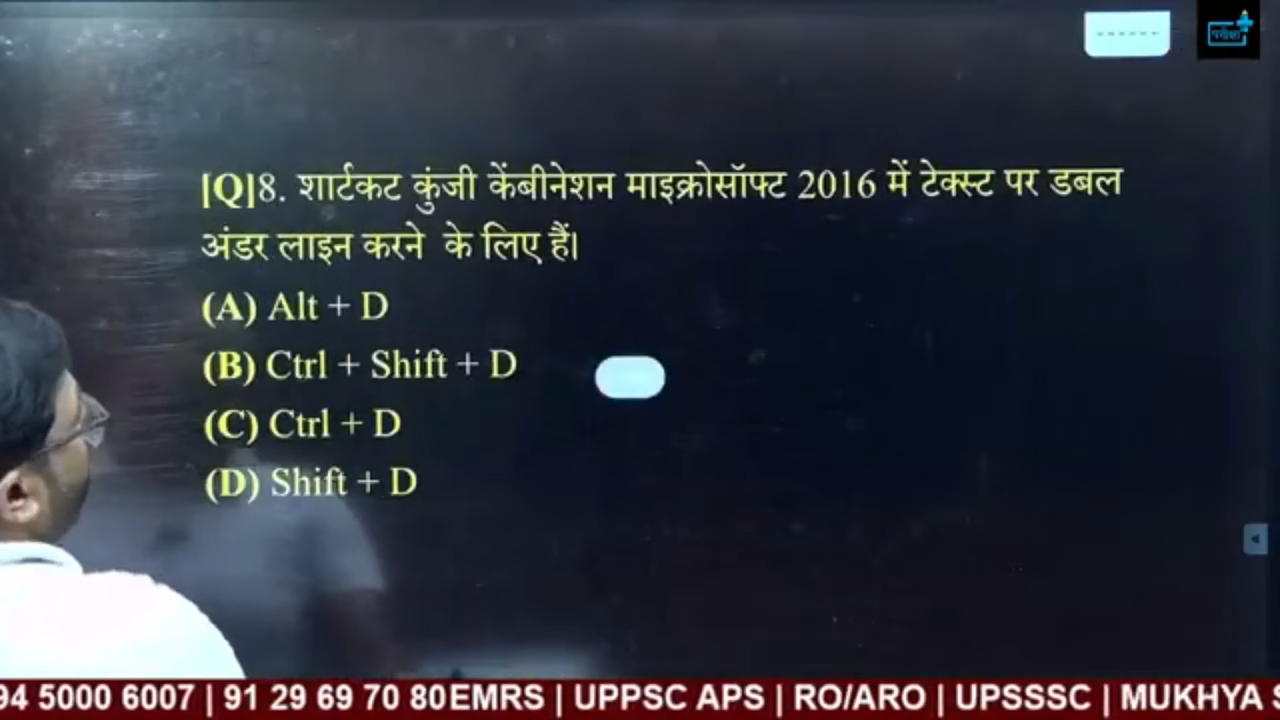 परीक्षा
[Q]8. शार्टकट कुंजी केंबीनेशन माइक्रोसॉफ्ट 2016 में टेक्स्ट पर डबल
अंडर लाइन करने के लिए हैं।
(A) Alt + D
(B) Ctrl + Shift + D
(C) Ctrl + D
(D) Shift + D
94 5000 6007 | 91 29 69 70 80EMRS | UPPSC APS | RO/ARO | UPSSSC | MUKHYA S